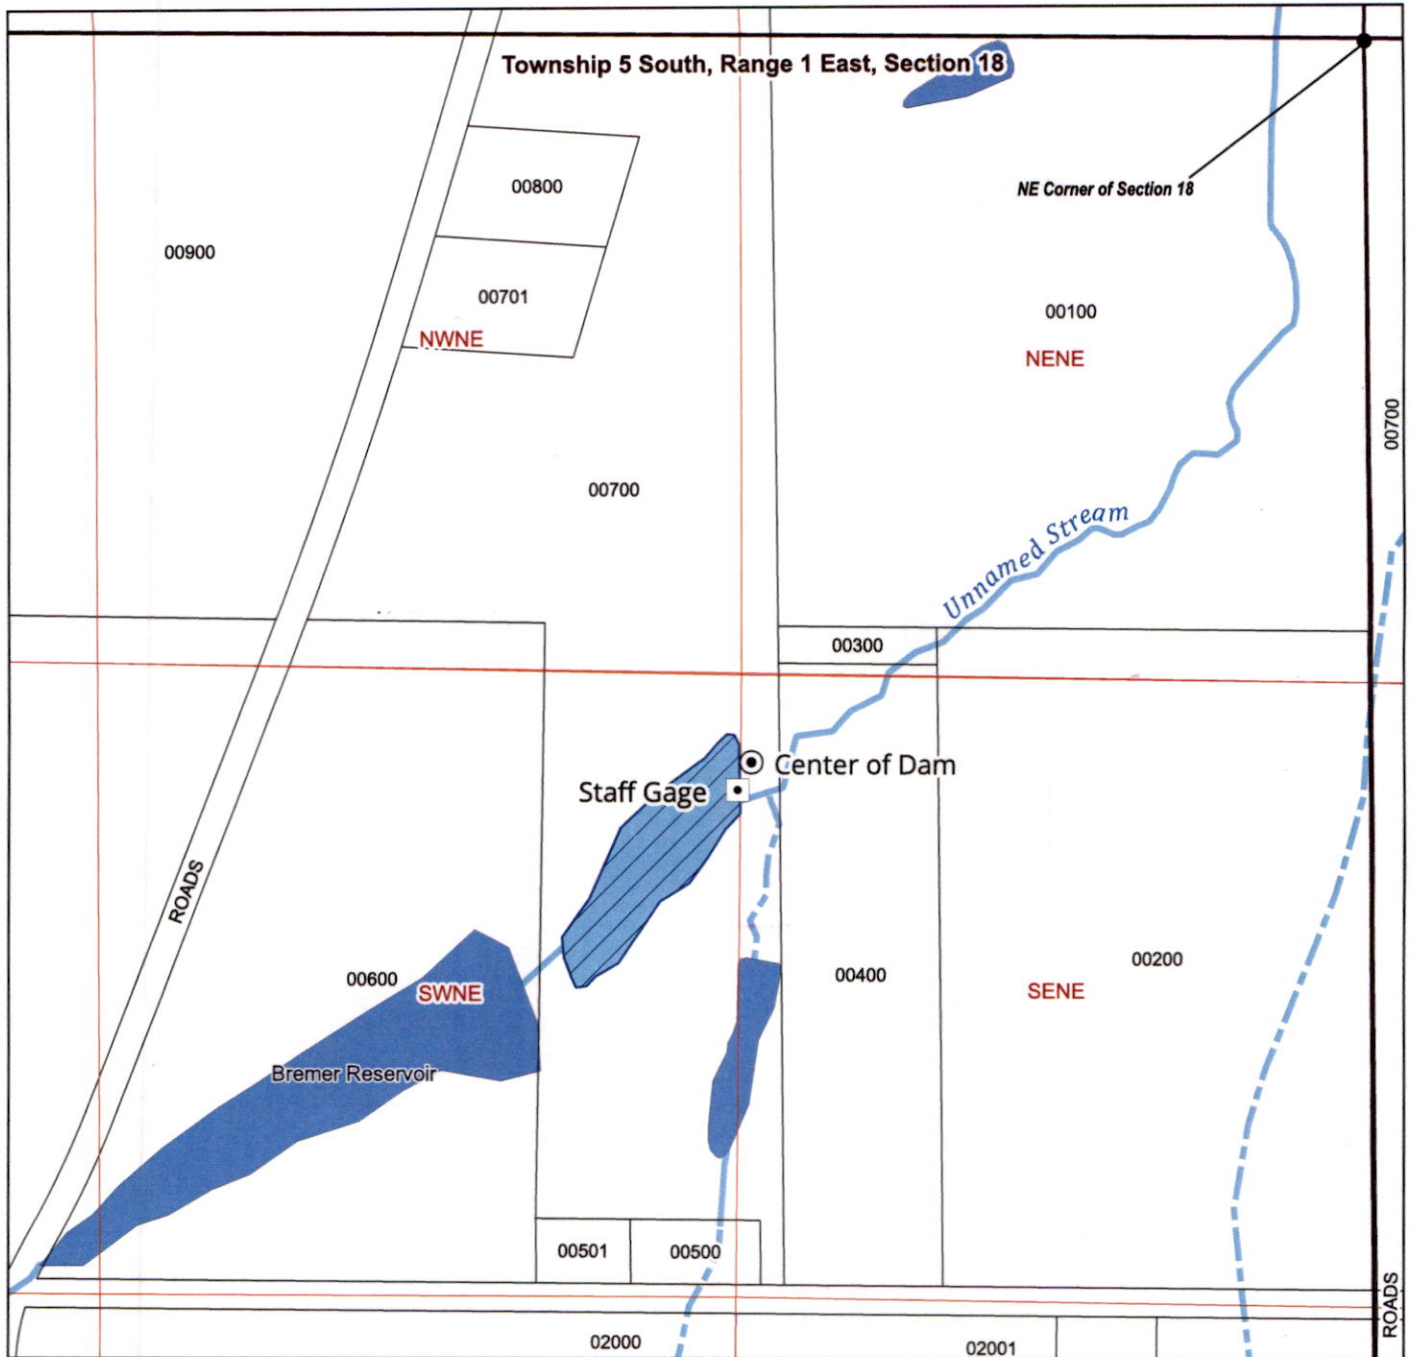 Township 5 South, Range 1 East, Section 18
NE Corner of Section 18
00800
00900
00701
00100
NWNE
NENE
00700
00700
Unnamed Stream
00300
Center of Dam
Staff Gage
ROADS
00600
00400
00200
SWNE
SENE
Bremer Reservoir
00501
00500
ROADS
02000
02001